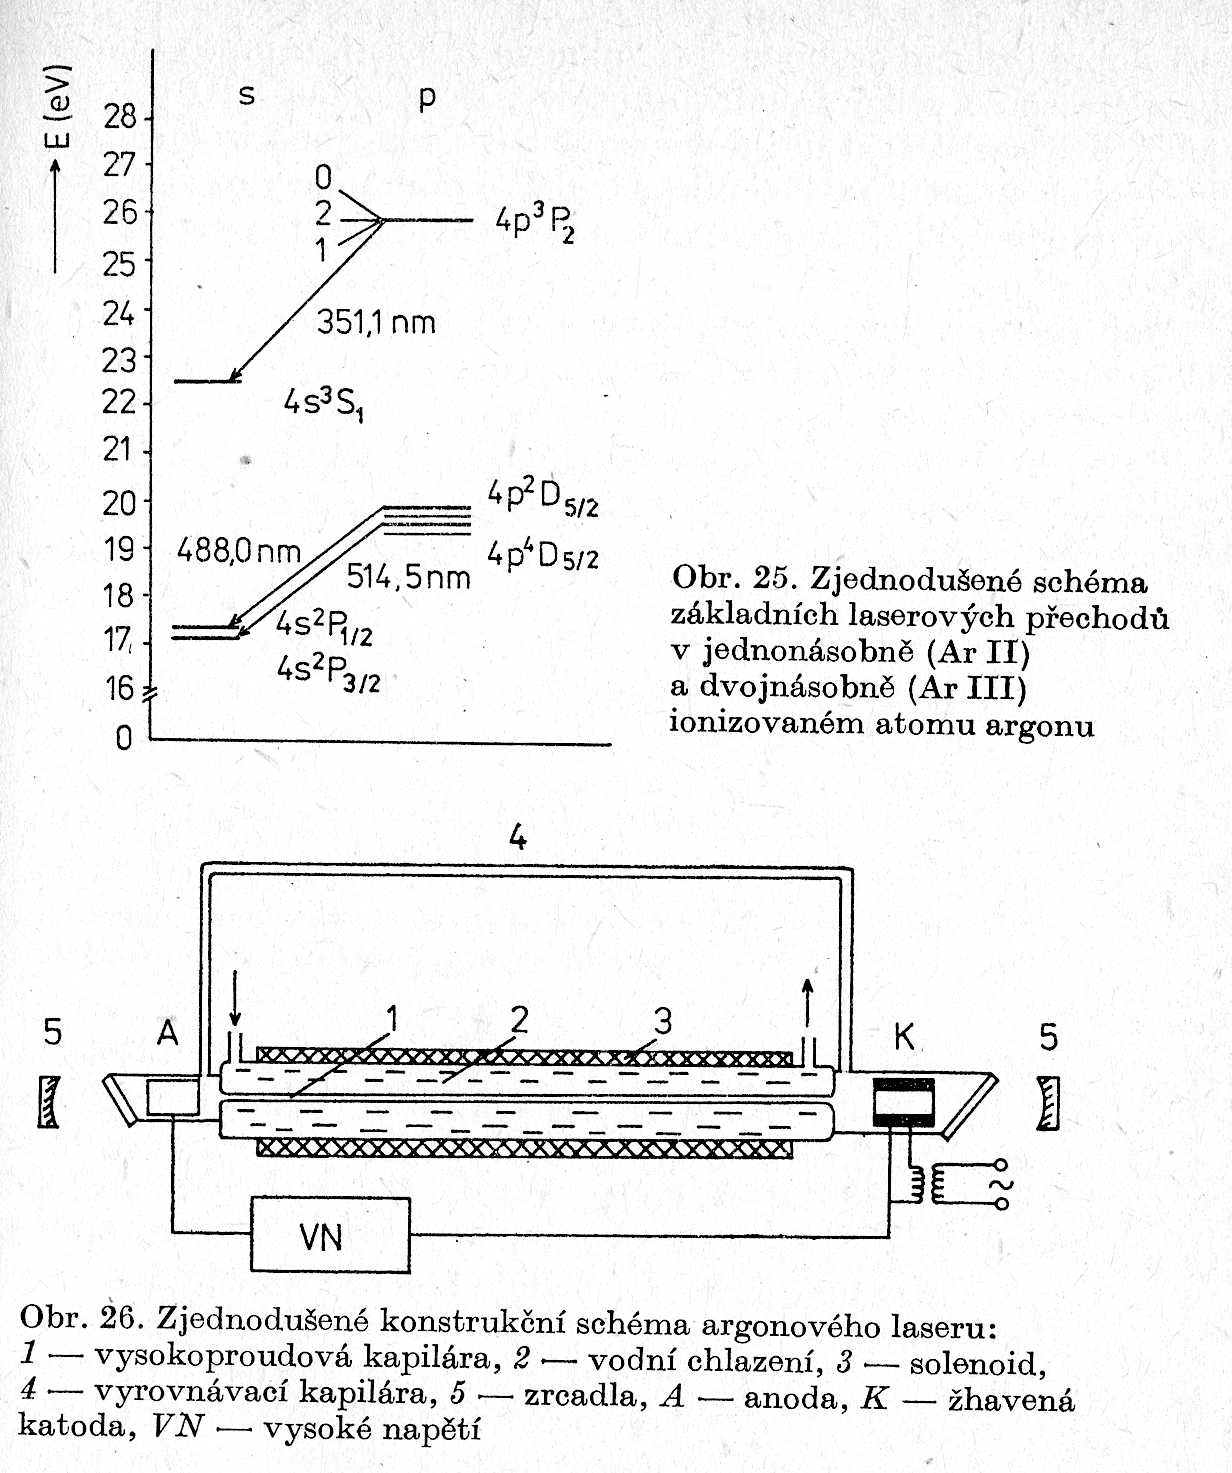 E (eV)
s p
28
27
26
25
24
23
22
21
20
19
18
17
16
0
0
2
1
4p³P₂
351,1 nm
4s³S₁
4p²D₅/₂
488,0 nm
4p⁴D₅/₂
514,5 nm
4s²P₁/₂
4s²P₃/₂
Obr. 25. Zjednodušené schéma
základních laserových přechodů
v jednonásobně (Ar II)
a dvojnásobně (Ar III)
ionizovaném atomu argonu
4
5 A 1 2 3 K 5
~
VN
Obr. 26. Zjednodušené konstrukční schéma argonového laseru:
1 — vysokoproudová kapilára, 2 — vodní chlazení, 3 — solenoid,
4 — vyrovnávací kapilára, 5 — zrcadla, A — anoda, K — žhavená
katoda, VN — vysoké napětí